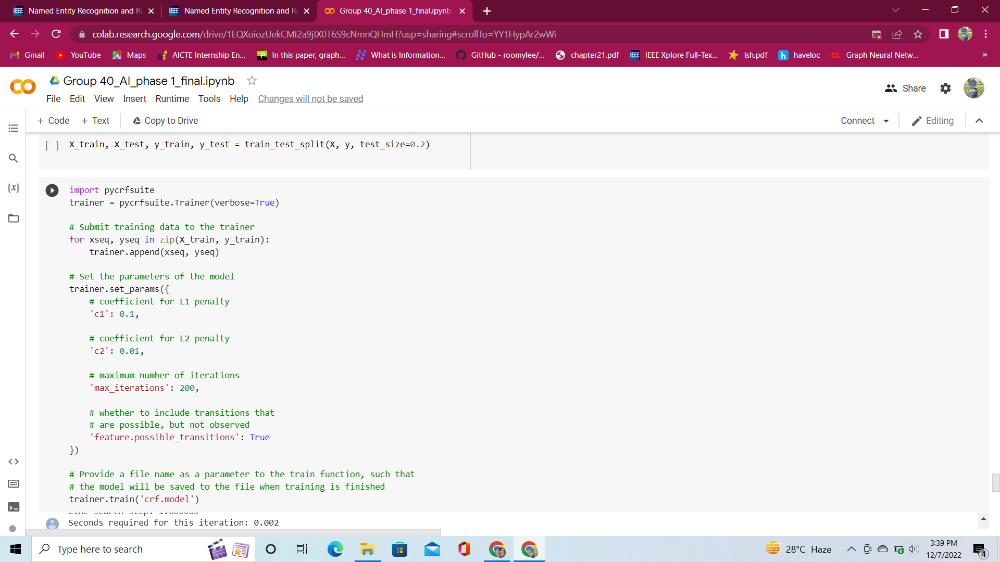 Named Entity Recognition and Re
Named Entity Recognition and Re
Group 40_AI_phase 1_final.ipynb
colab.research.google.com/drive/1EQXoiozUekCMI2a9jIX0T6S9cNmnQHmH?usp=sharing#scrollTo=YY1HypAr2wWi
Gmail YouTube Maps AICTE Internship En... In this paper, graph... What is Information... GitHub - roomylee/... chapter21.pdf IEEE Xplore Full-Tex... lsh.pdf haveloc Graph Neural Netw... »
Group 40_AI_phase 1_final.ipynb
Share
File Edit View Insert Runtime Tools Help Changes will not be saved
+ Code + Text Copy to Drive
Connect Editing
[ ] X_train, X_test, y_train, y_test = train_test_split(X, y, test_size=0.2)
{x}
import pycrfsuite
trainer = pycrfsuite.Trainer(verbose=True)
# Submit training data to the trainer
for xseq, yseq in zip(X_train, y_train):
trainer.append(xseq, yseq)
# Set the parameters of the model
trainer.set_params({
# coefficient for L1 penalty
'c1': 0.1,
# coefficient for L2 penalty
'c2': 0.01,
# maximum number of iterations
'max_iterations': 200,
# whether to include transitions that
# are possible, but not observed
'feature.possible_transitions': True
})
# Provide a file name as a parameter to the train function, such that
# the model will be saved to the file when training is finished
trainer.train('crf.model')
Seconds required for this iteration: 0.002
Type here to search
28°C Haze
3:39 PM
12/7/2022
4